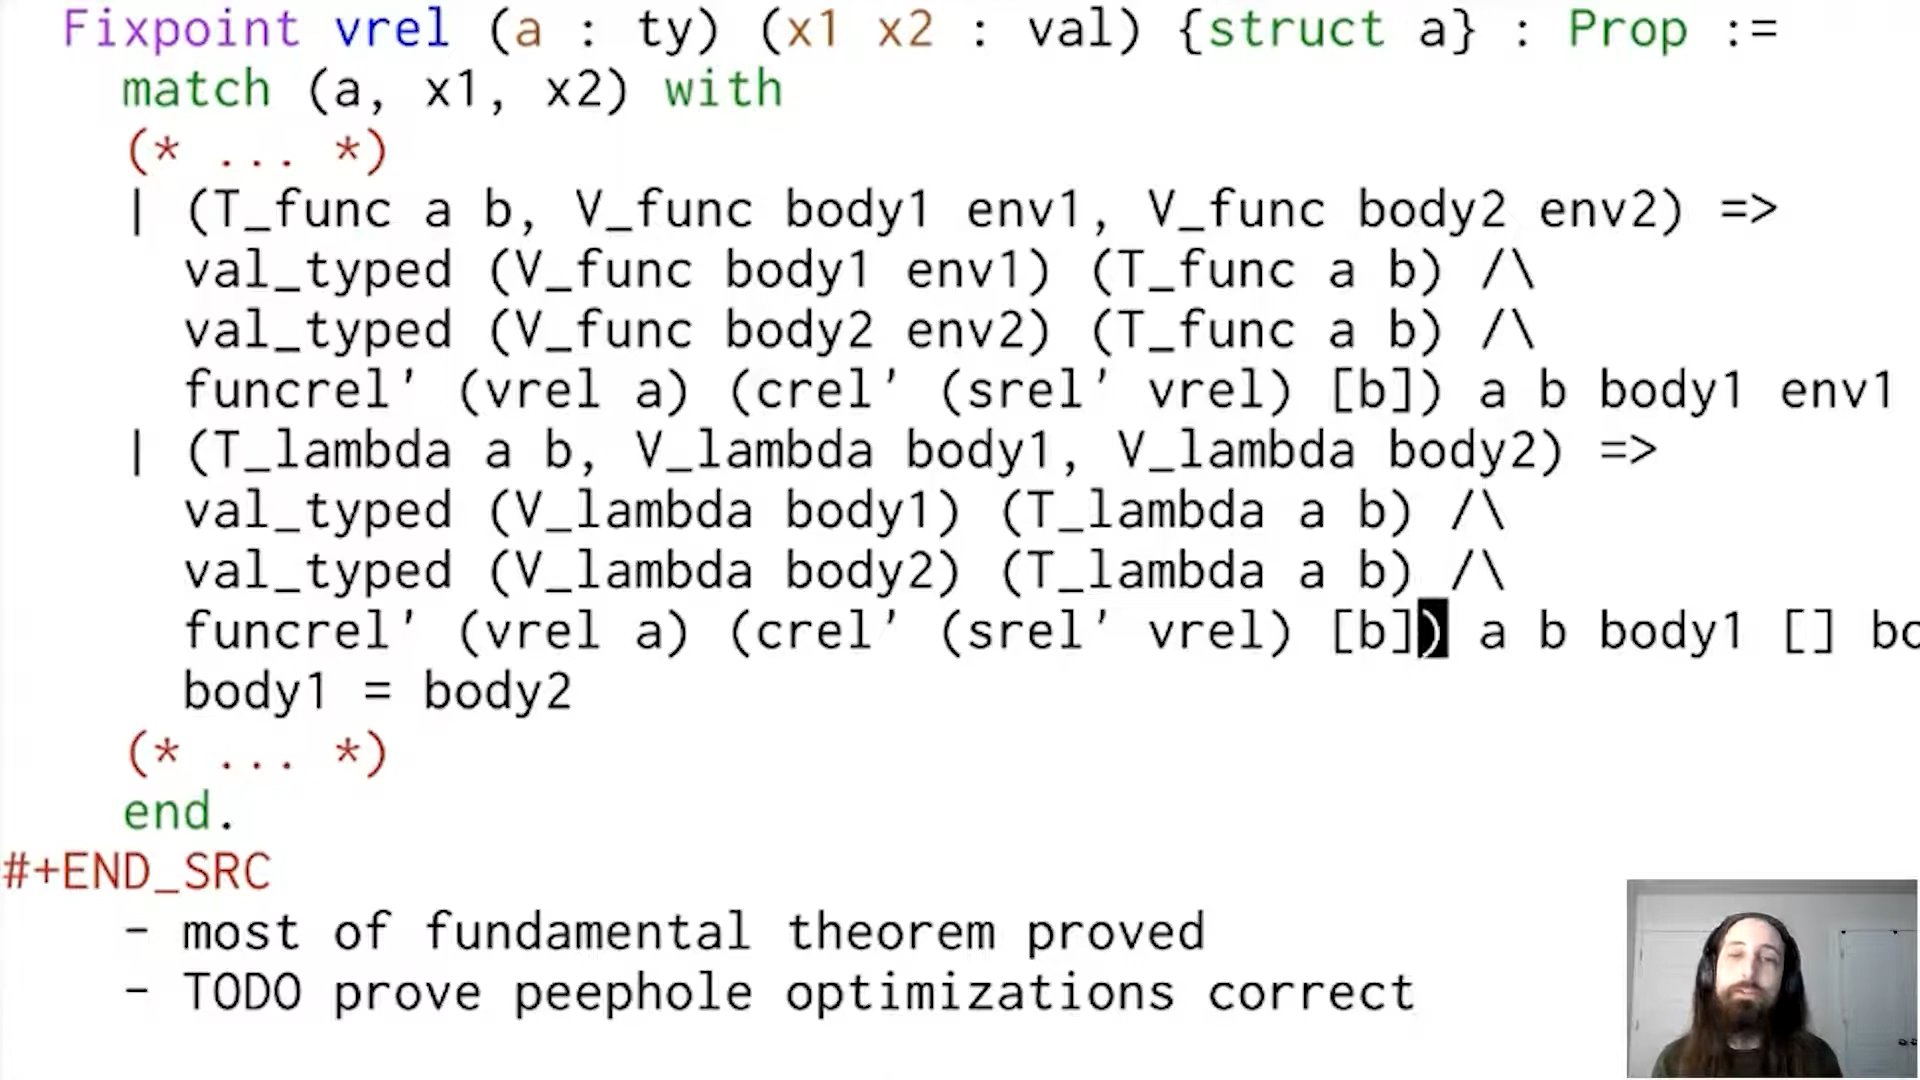 Fixpoint vrel (a : ty) (x1 x2 : val) {struct a} : Prop :=
match (a, x1, x2) with
(* ... *)
| (T_func a b, V_func body1 env1, V_func body2 env2) =>
val_typed (V_func body1 env1) (T_func a b) /\
val_typed (V_func body2 env2) (T_func a b) /\
funcrel' (vrel a) (crel' (srel' vrel) [b]) a b body1 env1
| (T_lambda a b, V_lambda body1, V_lambda body2) =>
val_typed (V_lambda body1) (T_lambda a b) /\
val_typed (V_lambda body2) (T_lambda a b) /\
funcrel' (vrel a) (crel' (srel' vrel) [b]) a b body1 [] bo
body1 = body2
(* ... *)
end.
#+END_SRC
- most of fundamental theorem proved
- TODO prove peephole optimizations correct